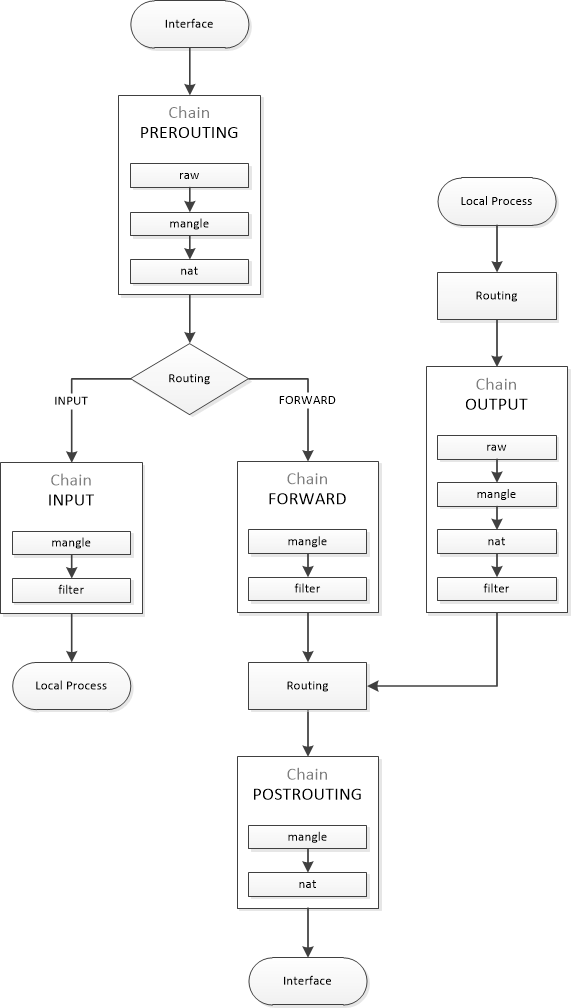 Interface
Chain
PREROUTING
raw
mangle
nat
Routing
INPUT
FORWARD
Chain
INPUT
mangle
filter
Local Process
Chain
FORWARD
mangle
filter
Local Process
Routing
Chain
OUTPUT
raw
mangle
nat
filter
Routing
Chain
POSTROUTING
mangle
nat
Interface